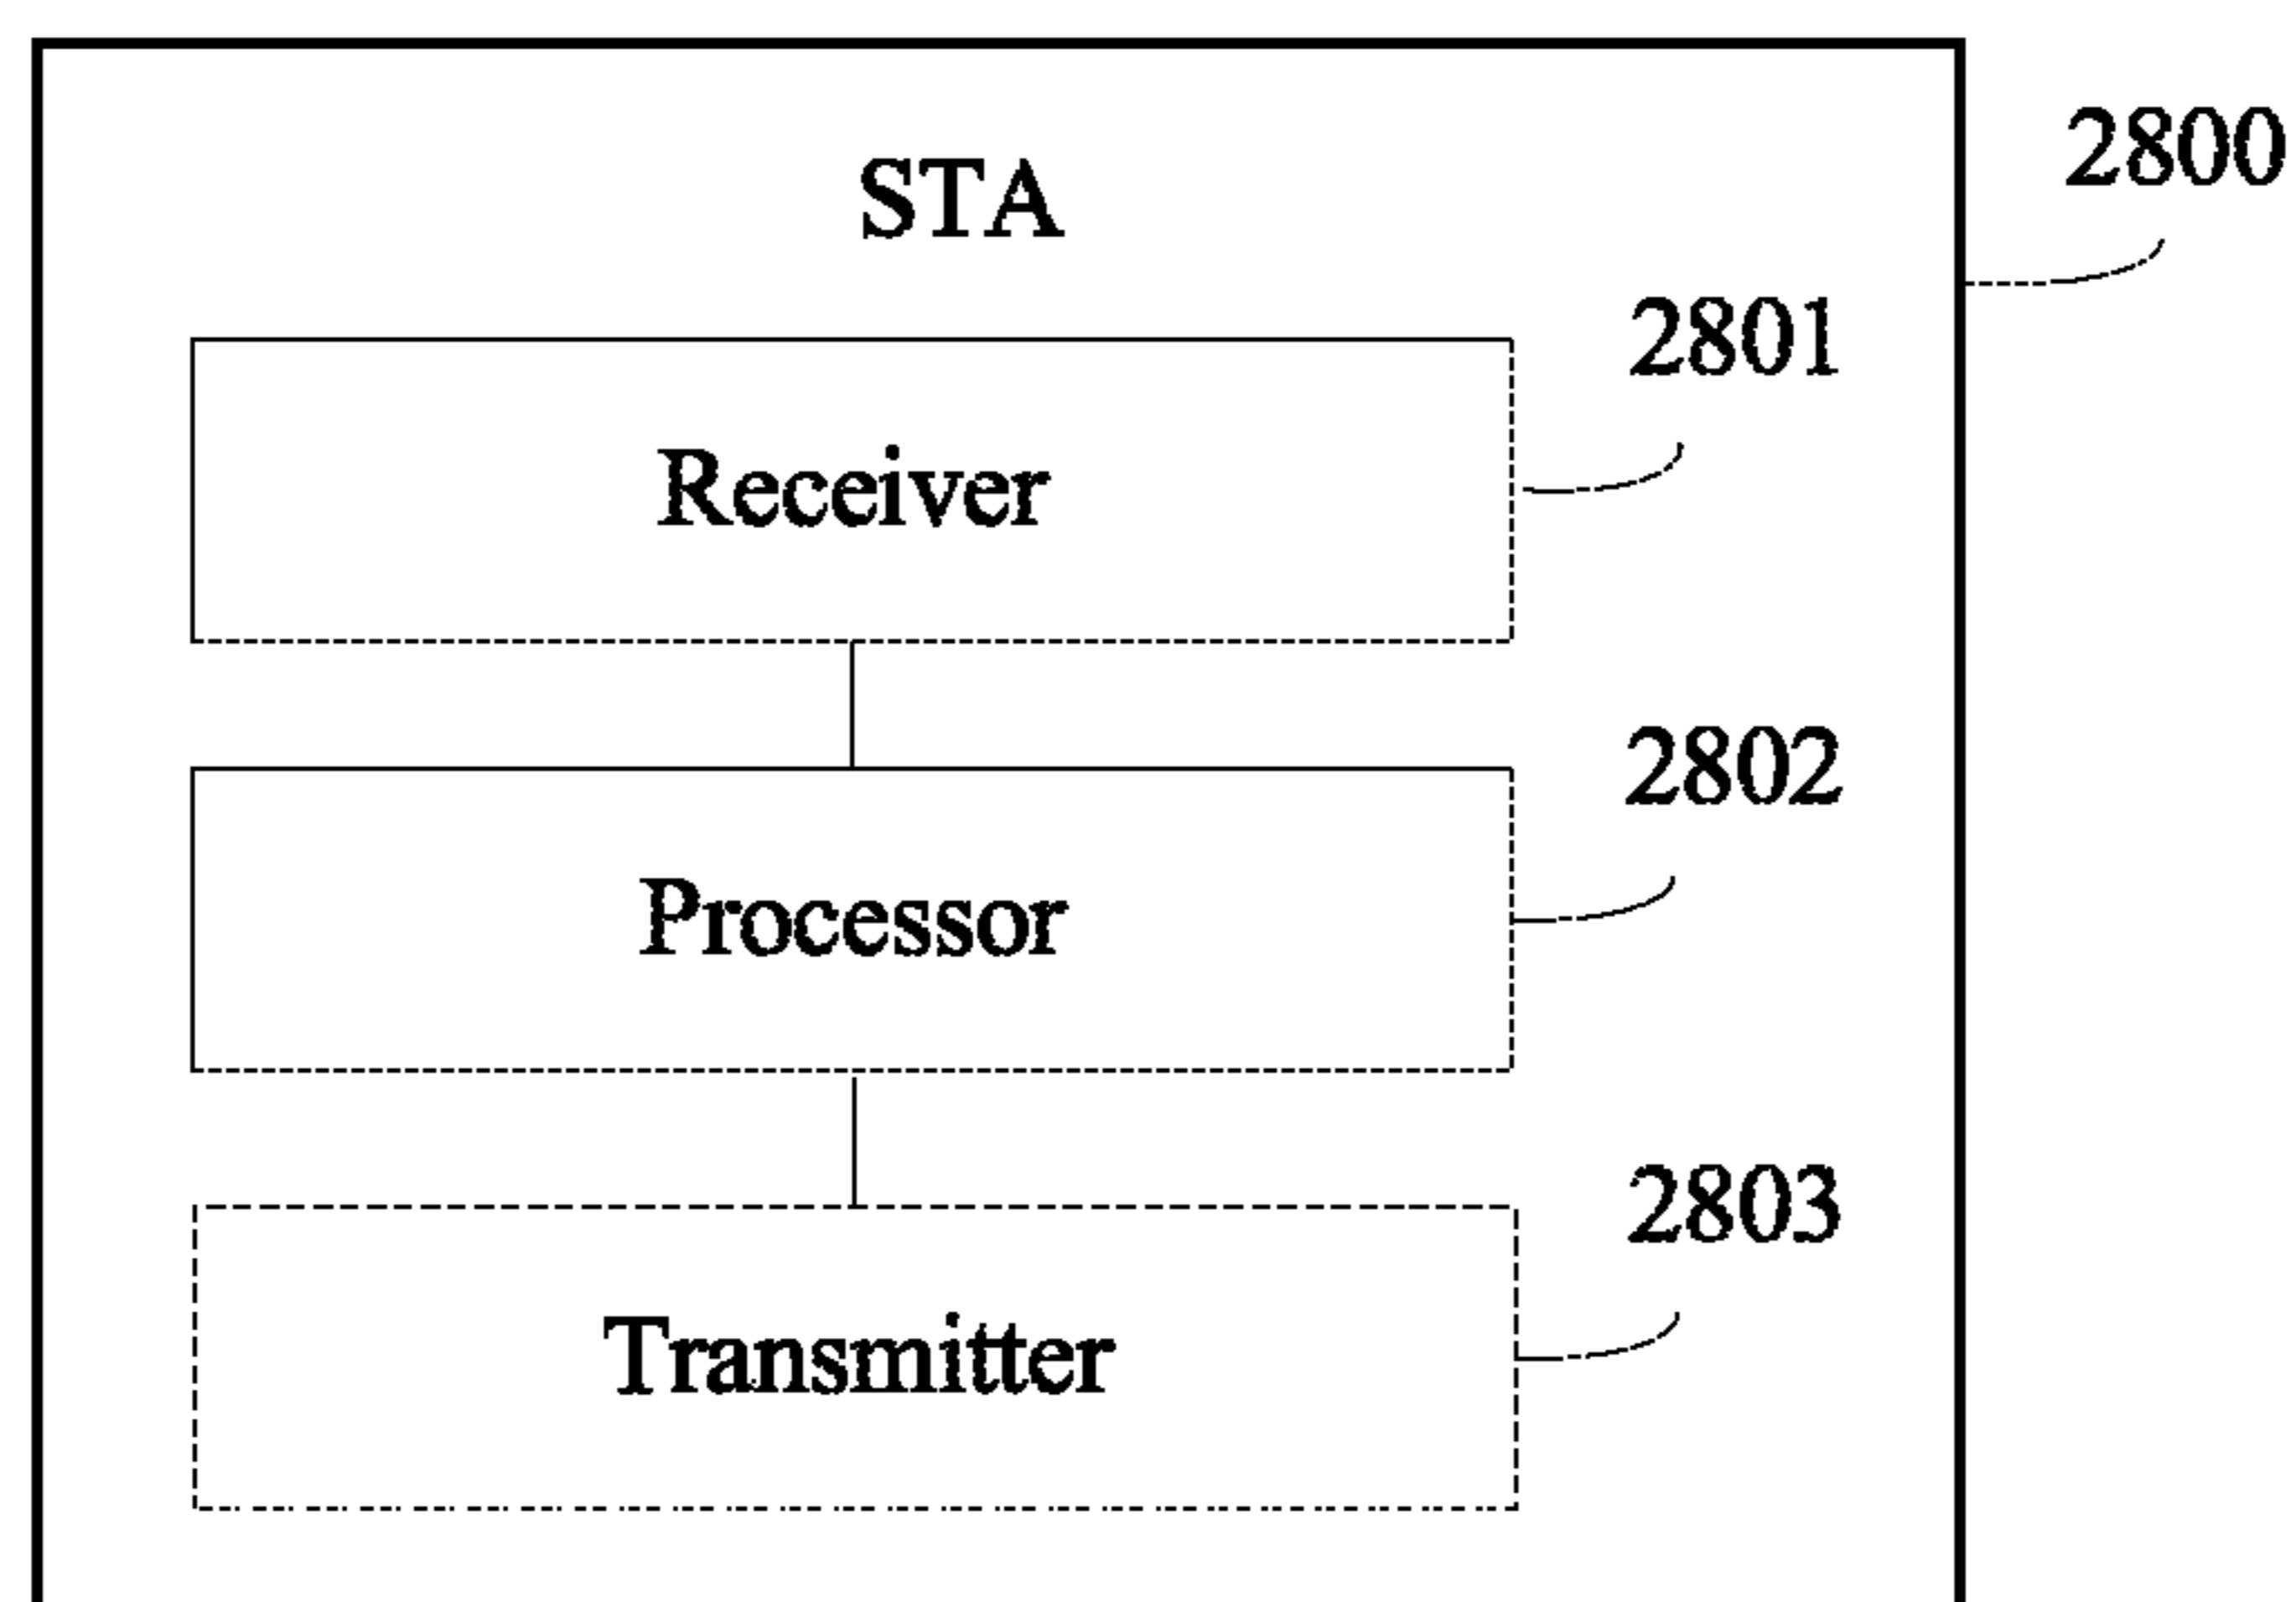 STA
2800
2801
Receiver
2802
Processor
2803
Transmitter